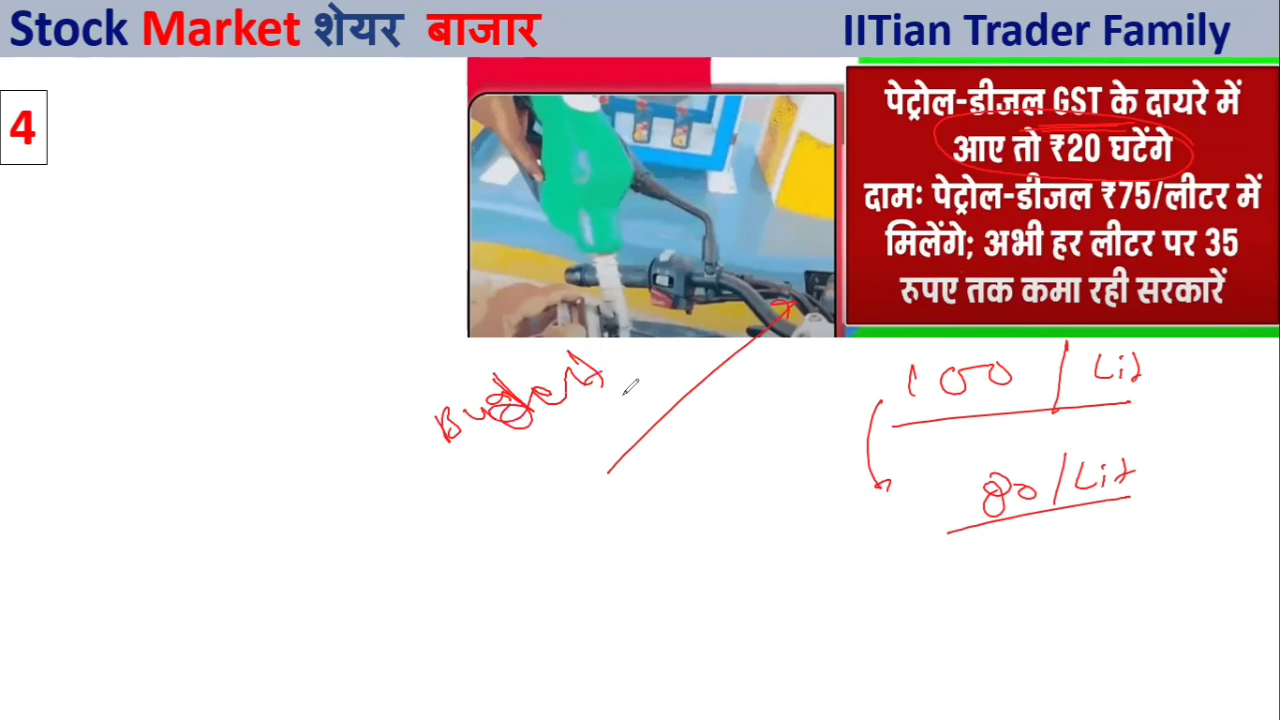 Stock Market शेयर बाजार
IITian Trader Family
4
पेट्रोल-डीजल GST के दायरे में
आए तो ₹20 घटेंगे
दामः पेट्रोल-डीजल ₹75/लीटर में
मिलेंगे; अभी हर लीटर पर 35
रुपए तक कमा रही सरकारें
100 / Lit
80 / Lit